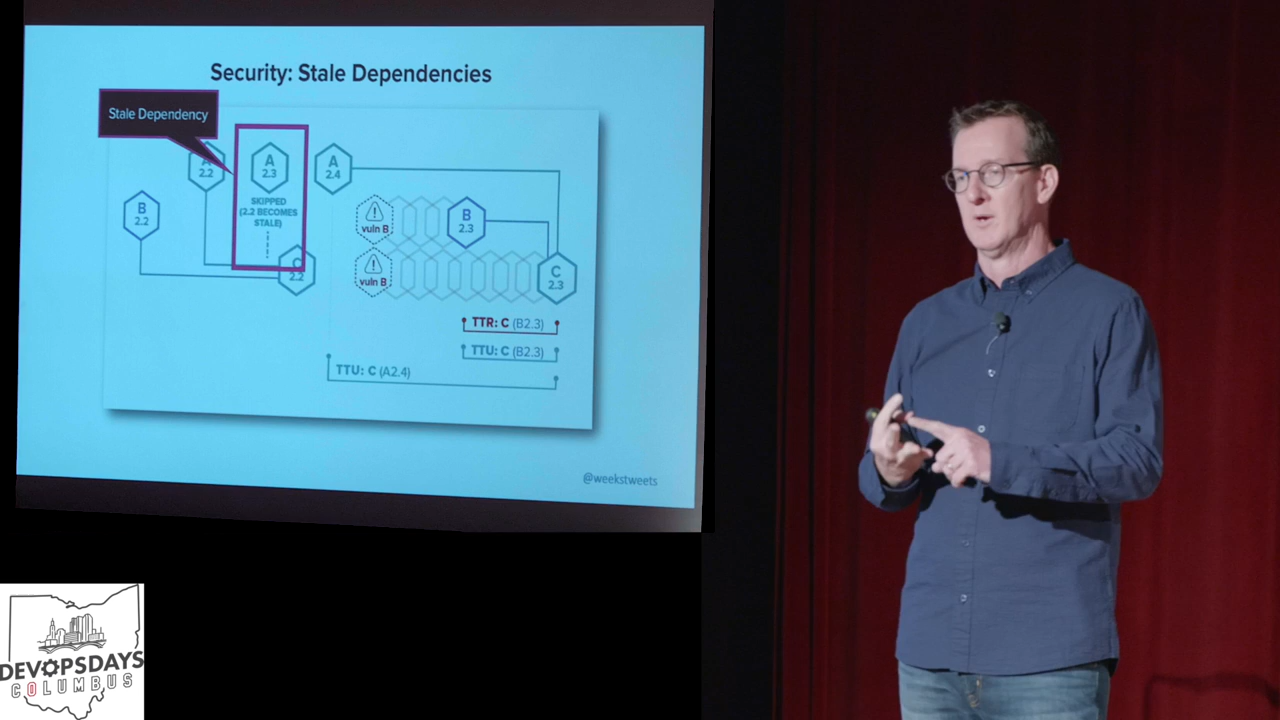 Security: Stale Dependencies
Stale Dependency
A
2.2
A
2.3
A
2.4
SKIPPED
(2.2 BECOMES
STALE)
B
2.2
!
vuln B
B
2.3
C
2.2
!
vuln B
C
2.3
TTR: C (B2.3)
TTU: C (B2.3)
TTU: C (A2.4)
@weekstweets
DEVOPSDAYS
COLUMBUS